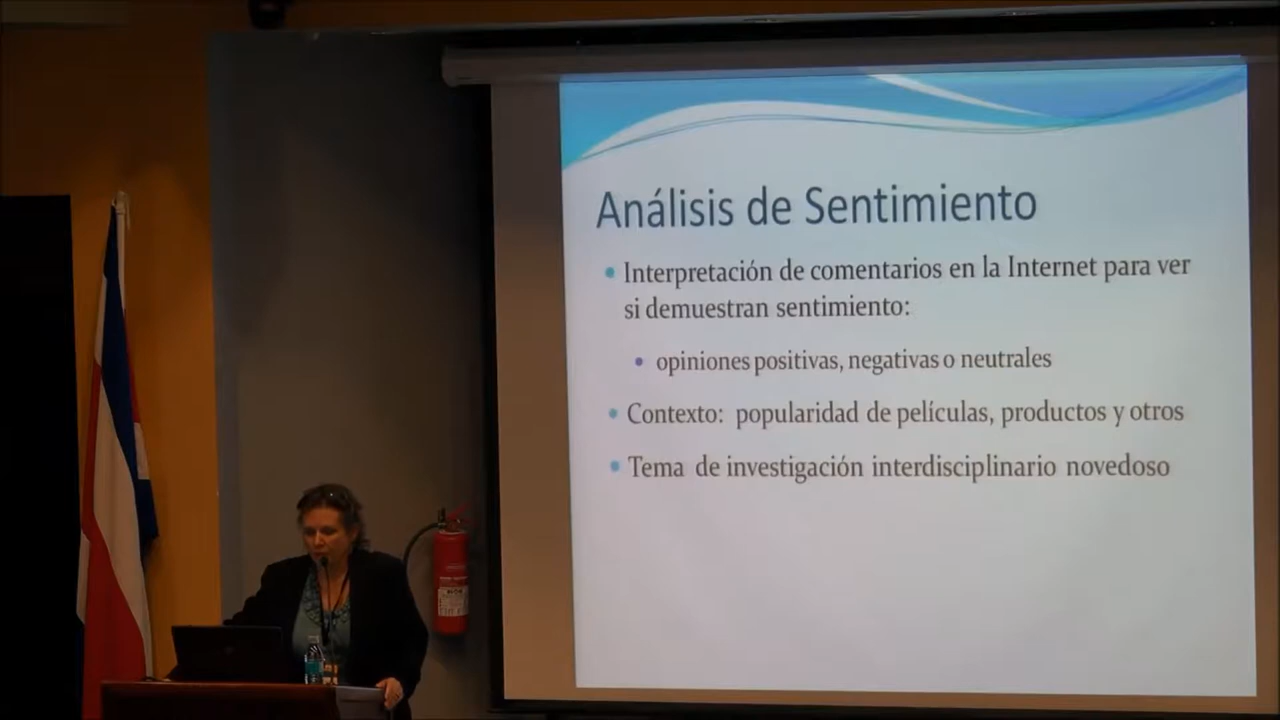 Análisis de Sentimiento
Interpretación de comentarios en la Internet para ver
si demuestran sentimiento:
opiniones positivas, negativas o neutrales
Contexto: popularidad de películas, productos y otros
Tema de investigación interdisciplinario novedoso